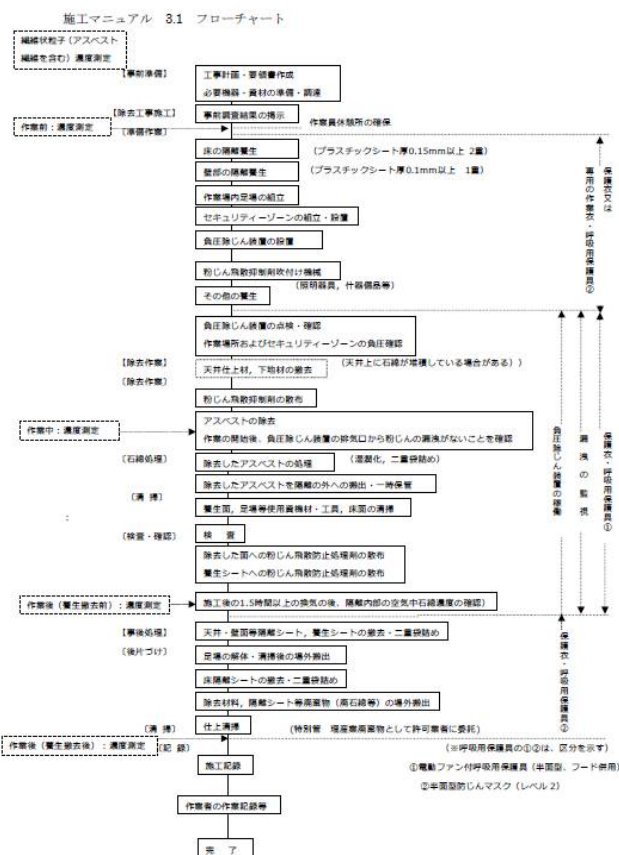 施工マニュアル 3.1 フローチャート
繊維状粒子（アスベスト
繊維を含む）濃度測定
【事前準備】
工事計画・要領書作成
必要機器・資材の準備・調達
【除去工事施工】
事前調査結果の掲示
作業前：濃度測定
作業員休憩所の確保
〔準備作業〕
床の隔離養生
（プラスチックシート厚0.15mm以上 2重）
壁部の隔離養生
（プラスチックシート厚0.1mm以上 1重）
作業場内足場の組立
セキュリティーゾーンの組立・設置
負圧除じん装置の設置
粉じん飛散抑制剤吹付け機械
（照明器具，什器備品等）
その他の養生
保護衣又は
専用の作業衣・呼吸用保護具②
負圧除じん装置の点検・確認
作業場所およびセキュリティーゾーンの負圧確認
【除去作業】
天井仕上材，下地材の撤去
（天井上に石綿が堆積している場合がある））
〔除去作業〕
粉じん飛散抑制剤の散布
アスベストの除去
作業中：濃度測定
作業の開始後、負圧除じん装置の排気口から粉じんの漏洩がないことを確認
〔石綿処理〕
除去したアスベストの処理
（湿潤化，二重袋詰め）
除去したアスベストを隔離の外への搬出・一時保管
〔清 掃〕
養生面，足場等使用資機材・工具，床面の清掃
：
〔検査・確認〕
検 査
除去した面への粉じん飛散防止処理剤の散布
養生シートへの粉じん飛散防止処理剤の散布
負圧除じん装置の稼働
漏洩の監視
保護衣・呼吸用保護具①
作業後（養生撤去前）：濃度測定
施工後の1.5時間以上の換気の後、隔離内部の空気中石綿濃度の確認）
【事後処理】
天井・壁面等隔離シート，養生シートの撤去・二重袋詰め
〔後片づけ〕
足場の解体・清掃後の場外搬出
床隔離シートの撤去・二重袋詰め
除去材料，隔離シート等廃棄物（廃石綿等）の場外搬出
保護衣・呼吸用保護具②
〔清 掃〕
仕上清掃
（特別管 理産業廃棄物として許可業者に委託）
作業後（養生撤去後）：濃度測定
〔記 録〕
（※呼吸用保護具の①②は、区分を示す）
施工記録
①電動ファン付呼吸用保護具（半面型、フード併用）
②半面型防じんマスク（レベル2）
作業者の作業記録等
完 了